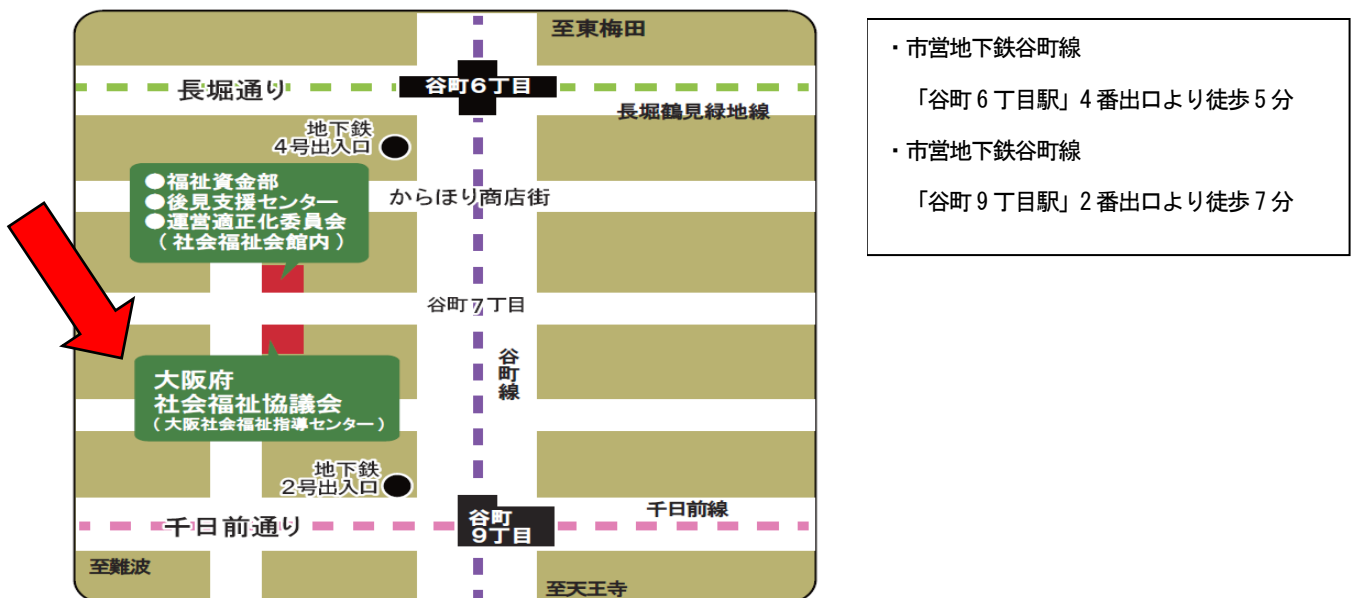 至東梅田
長堀通り
谷町6丁目
長堀鶴見緑地線
地下鉄
4号出入口
●福祉資金部
●後見支援センター
●運営適正化委員会
（社会福祉会館内）
からほり商店街
谷町7丁目
谷町線
大阪府
社会福祉協議会
（大阪社会福祉指導センター）
地下鉄
2号出入口
千日前通り
谷町
9丁目
千日前線
至難波
至天王寺
・市営地下鉄谷町線
「谷町6丁目駅」4番出口より徒歩5分
・市営地下鉄谷町線
「谷町9丁目駅」2番出口より徒歩7分